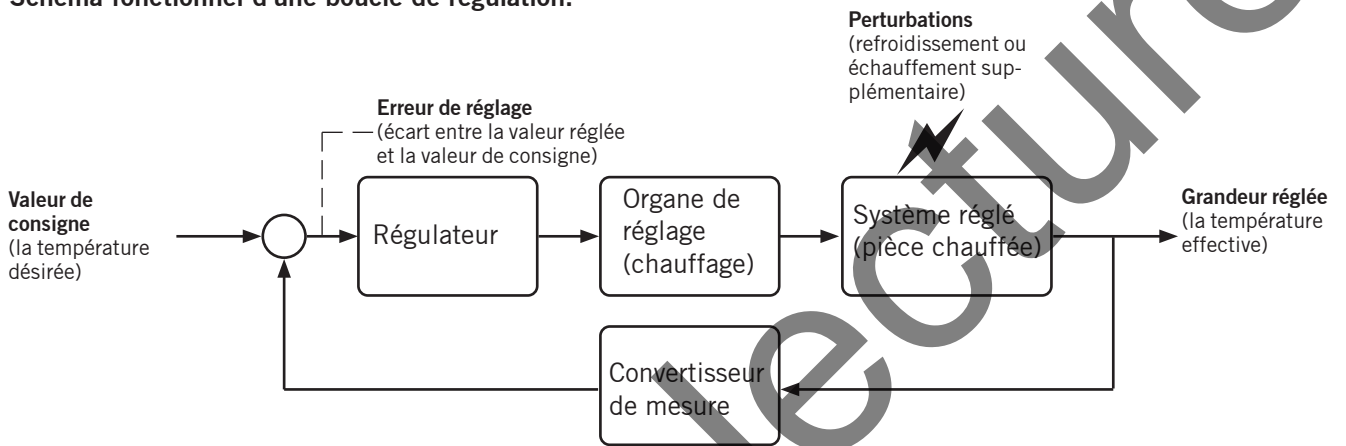 Schéma fonctionnel d'une boucle de régulation.
Perturbations
(refroidissement ou
échauffement sup-
plémentaire)
Erreur de réglage
(écart entre la valeur réglée
et la valeur de consigne)
Valeur de
consigne
(la température
désirée)
Régulateur
Organe de
réglage
(chauffage)
Système réglé
(pièce chauffée)
Grandeur réglée
(la température
effective)
Convertisseur
de mesure
lecture